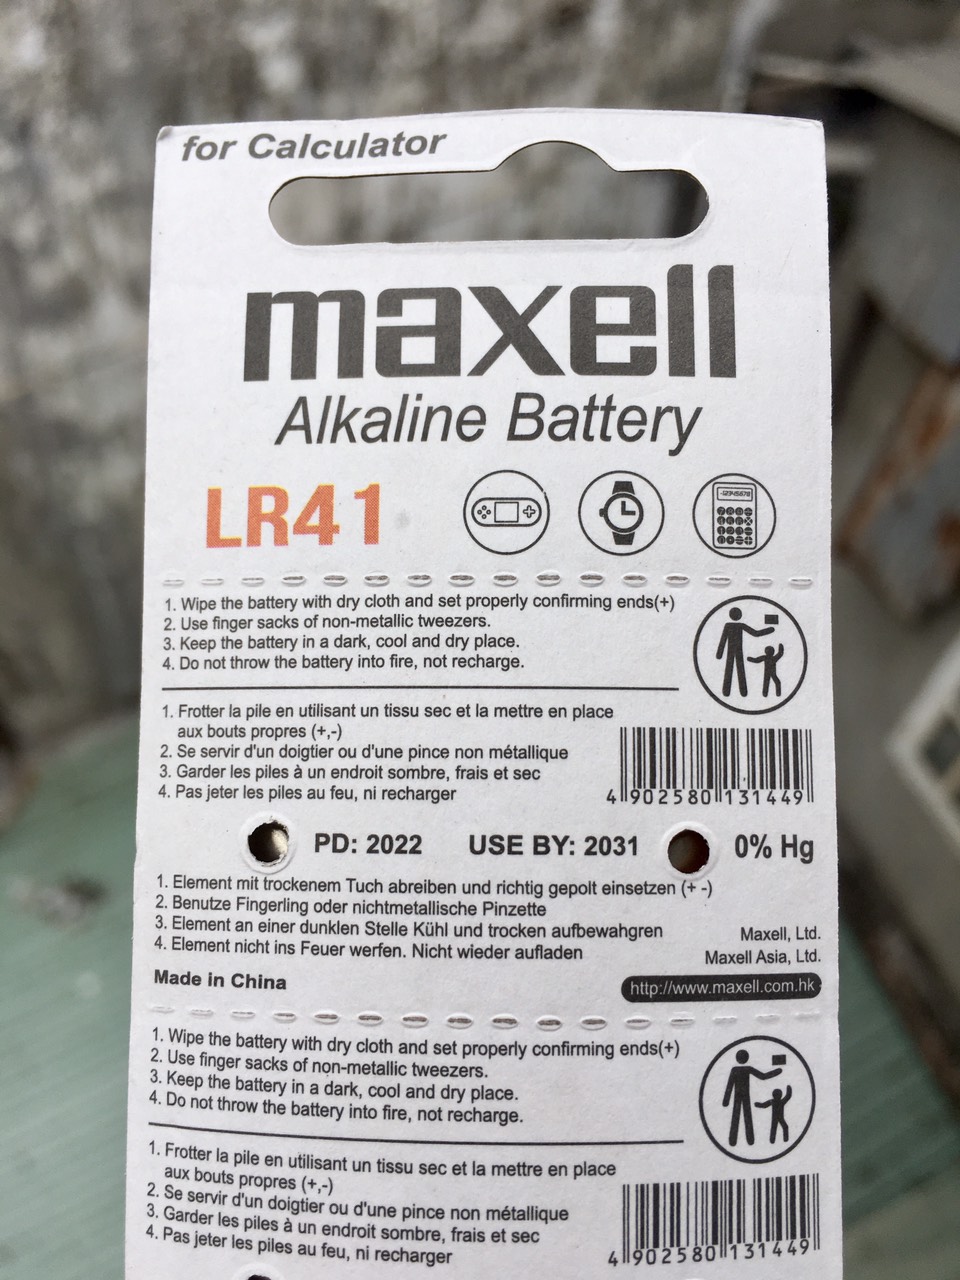 for Calculator
maxell
Alkaline Battery
LR41
-12345678
1. Wipe the battery with dry cloth and set properly confirming ends(+)
2. Use finger sacks of non-metallic tweezers.
3. Keep the battery in a dark, cool and dry place.
4. Do not throw the battery into fire, not recharge.
1. Frotter la pile en utilisant un tissu sec et la mettre en place
aux bouts propres (+,-)
2. Se servir d'un doigtier ou d'une pince non métallique
3. Garder les piles à un endroit sombre, frais et sec
4. Pas jeter les piles au feu, ni recharger
4 902580 131449
PD: 2022 USE BY: 2031 0% Hg
1. Element mit trockenem Tuch abreiben und richtig gepolt einsetzen (+ -)
2. Benutze Fingerling oder nichtmetallische Pinzette
3. Element an einer dunklen Stelle Kühl und trocken aufbewahgren
4. Element nicht ins Feuer werfen. Nicht wieder aufladen
Maxell, Ltd.
Maxell Asia, Ltd.
Made in China
http://www.maxell.com.hk
1. Wipe the battery with dry cloth and set properly confirming ends(+)
2. Use finger sacks of non-metallic tweezers.
3. Keep the battery in a dark, cool and dry place.
4. Do not throw the battery into fire, not recharge.
1. Frotter la pile en utilisant un tissu sec et la mettre en place
aux bouts propres (+,-)
2. Se servir d'un doigtier ou d'une pince non métallique
3. Garder les piles à un endroit sombre, frais et sec
4. Pas jeter les piles au feu, ni recharger
4 902580 131449